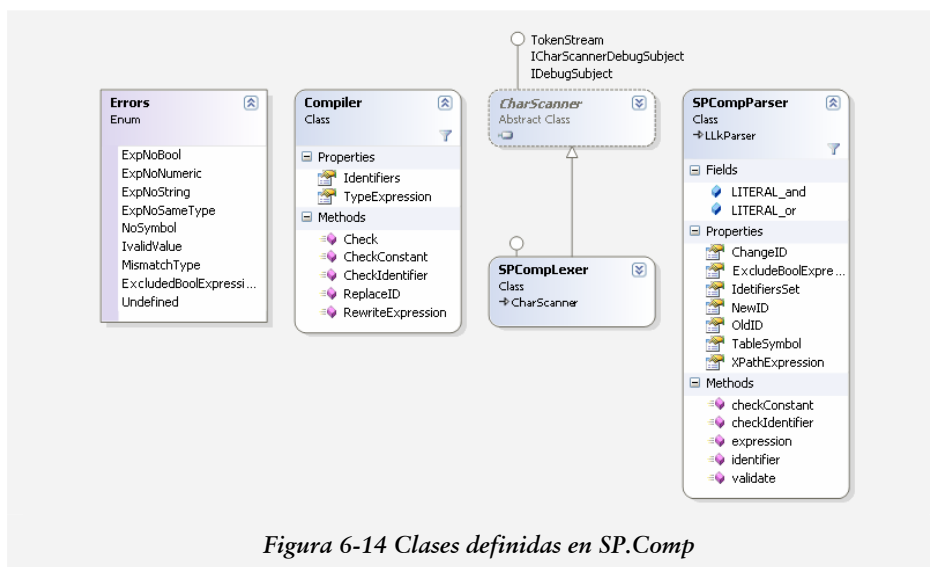 TokenStream
ICharScannerDebugSubject
IDebugSubject
Errors
Enum
ExpNoBool
ExpNoNumeric
ExpNoString
ExpNoSameType
NoSymbol
IvalidValue
MismatchType
ExcludedBoolExpressi...
Undefined
Compiler
Class
Properties
Identifiers
TypeExpression
Methods
Check
CheckConstant
CheckIdentifier
ReplaceID
RewriteExpression
CharScanner
Abstract Class
SPCompLexer
Class
CharScanner
SPCompParser
Class
LLkParser
Fields
LITERAL_and
LITERAL_or
Properties
ChangeID
ExcludeBoolExpre...
IdetifiersSet
NewID
OldID
TableSymbol
XPathExpression
Methods
checkConstant
checkIdentifier
expression
identifier
validate
Figura 6-14 Clases definidas en SP.Comp